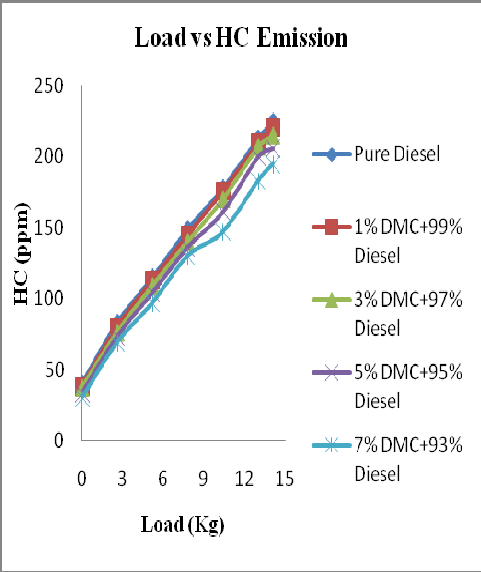 Load vs HC Emission
250
200
150
100
50
0
HC (ppm)
0 3 6 9 12 15
Load (Kg)
Pure Diesel
1% DMC+99%
Diesel
3% DMC+97%
Diesel
5% DMC+95%
Diesel
7% DMC+93%
Diesel